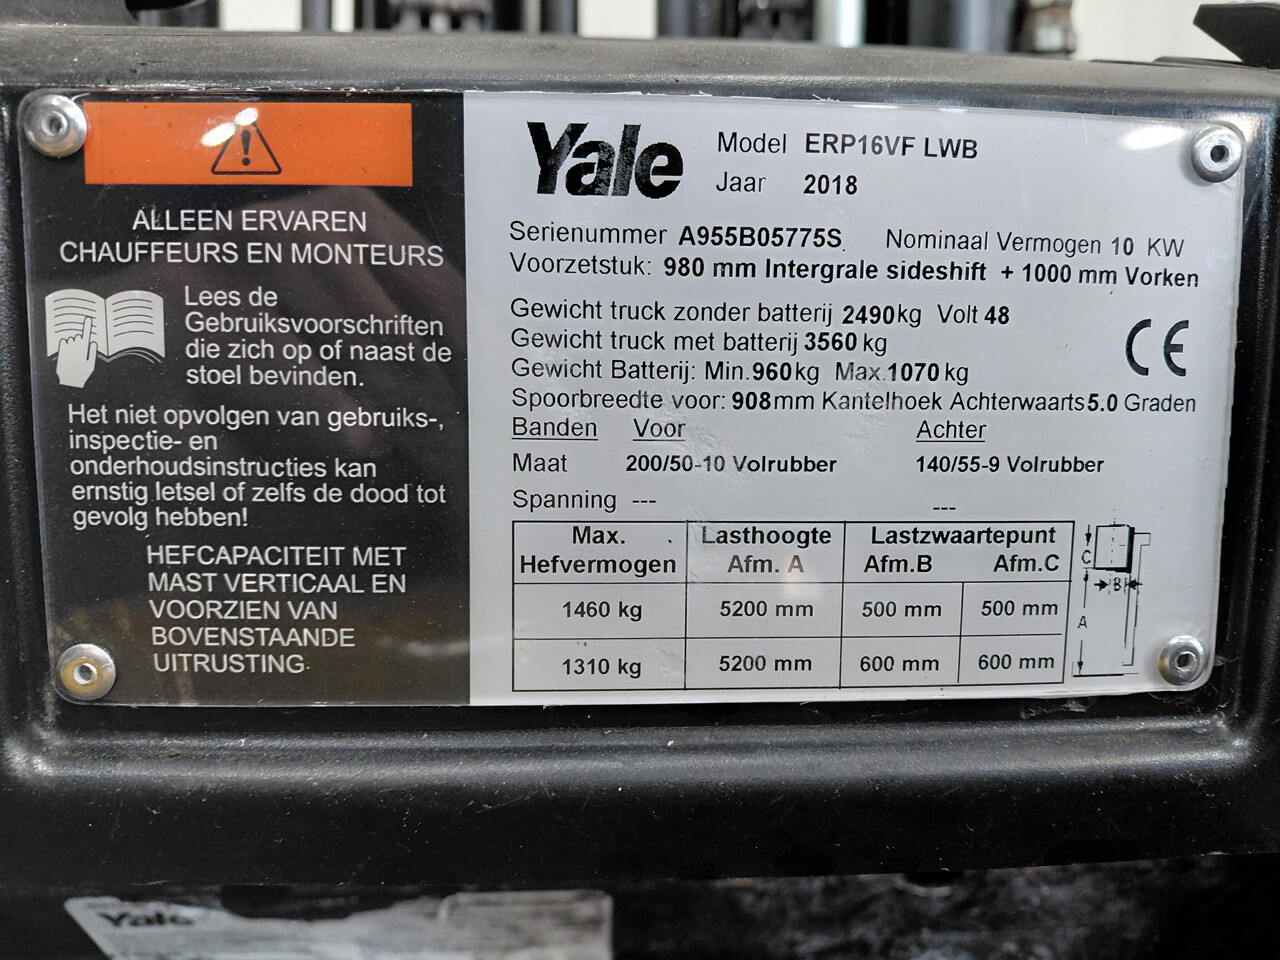 ALLEEN ERVAREN
CHAUFFEURS EN MONTEURS
Lees de
Gebruiksvoorschriften
die zich op of naast de
stoel bevinden.
Het niet opvolgen van gebruiks-,
inspectie- en
onderhoudsinstructies kan
ernstig letsel of zelfs de dood tot
gevolg hebben!
HEFCAPACITEIT MET
MAST VERTICAAL EN
VOORZIEN VAN
BOVENSTAANDE
UITRUSTING
Yale
Model ERP16VF LWB
Jaar 2018
Serienummer A955B05775S. Nominaal Vermogen 10 KW
Voorzetstuk: 980 mm Intergrale sideshift + 1000 mm Vorken
Gewicht truck zonder batterij 2490kg Volt 48
Gewicht truck met batterij 3560 kg
Gewicht Batterij: Min.960kg Max.1070 kg
CE
Spoorbreedte voor: 908mm Kantelhoek Achterwaarts 5.0 Graden
Banden Voor Achter
Maat 200/50-10 Volrubber 140/55-9 Volrubber
Spanning --- ---
Max. Lasthoogte Lastzwaartepunt
Hefvermogen Afm. A Afm.B Afm.C
1460 kg 5200 mm 500 mm 500 mm
1310 kg 5200 mm 600 mm 600 mm
C
B
A
Yale